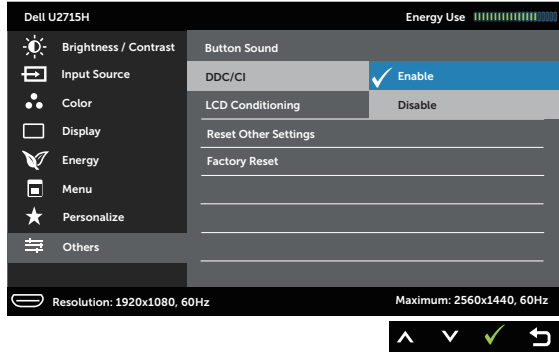 Dell U2715H Energy Use
Brightness / Contrast Button Sound
Input Source DDC/CI Enable
Color LCD Conditioning Disable
Display Reset Other Settings
Energy Factory Reset
Menu
Personalize
Others
Resolution: 1920x1080, 60Hz Maximum: 2560x1440, 60Hz